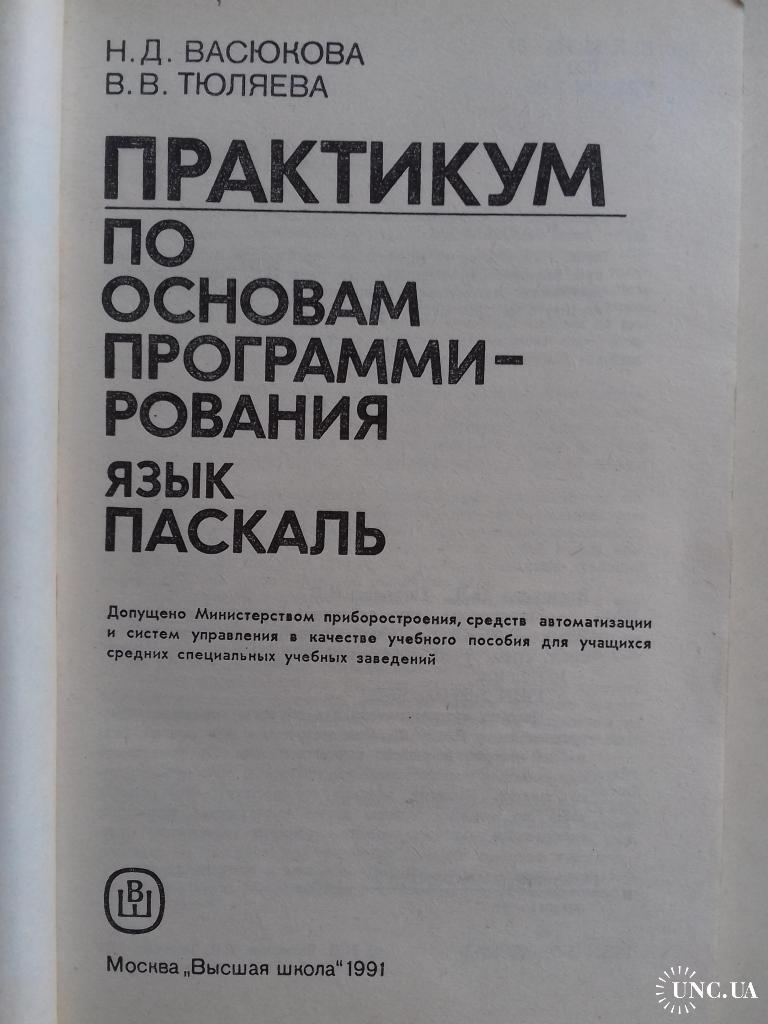 Н.Д. ВАСЮКОВА
В.В. ТЮЛЯЕВА
ПРАКТИКУМ
ПО
ОСНОВАМ
ПРОГРАММИ-
РОВАНИЯ
ЯЗЫК
ПАСКАЛЬ
Допущено Министерством приборостроения, средств автоматизации
и систем управления в качестве учебного пособия для учащихся
средних специальных учебных заведений
ВШ
Москва „Высшая школа" 1991
UNC.UA